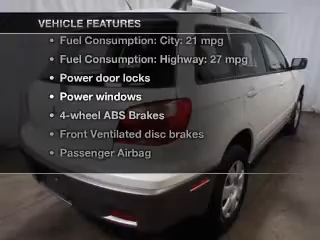 VEHICLE FEATURES
• Fuel Consumption: City: 21 mpg
• Fuel Consumption: Highway: 27 mpg
• Power door locks
• Power windows
• 4-wheel ABS Brakes
• Front Ventilated disc brakes
• Passenger Airbag